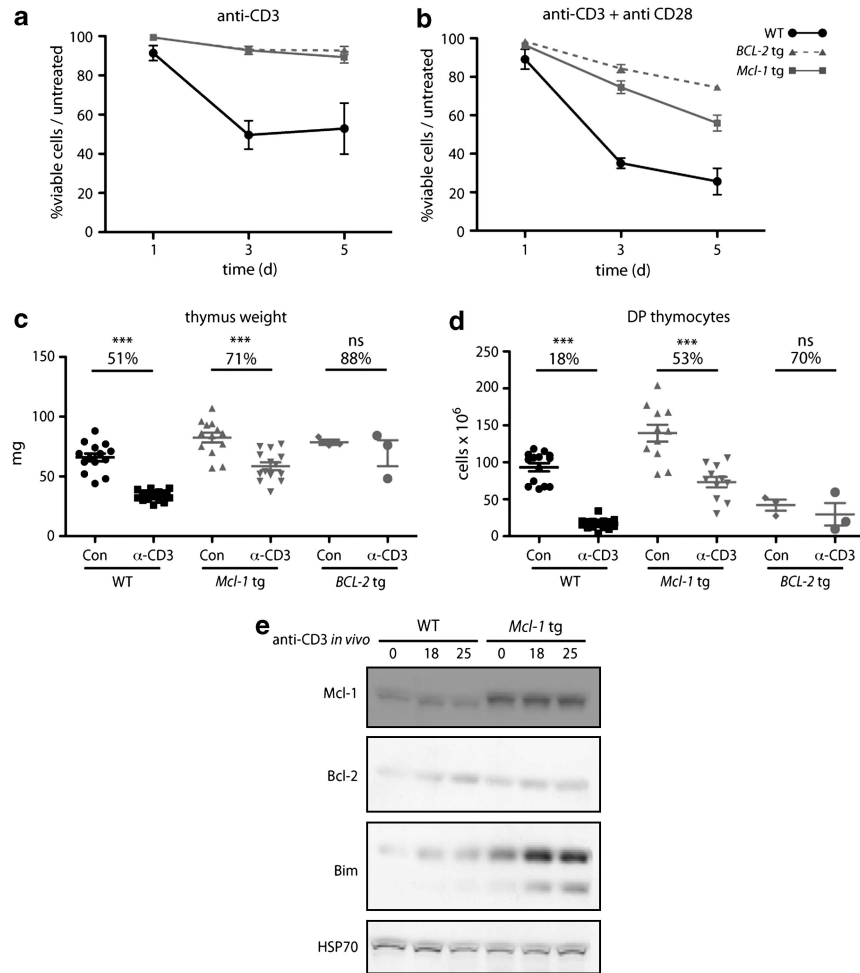 a
anti-CD3
%viable cells / untreated
100
80
60
40
20
0
1 3 5
time (d)
b
anti-CD3 + anti CD28
%viable cells / untreated
100
80
60
40
20
0
1 3 5
time (d)
WT
BCL-2 tg
Mcl-1 tg
c
thymus weight
*** *** ns
51% 71% 88%
mg
150
100
50
0
Con α-CD3 Con α-CD3 Con α-CD3
WT Mcl-1 tg BCL-2 tg
d
DP thymocytes
*** *** ns
18% 53% 70%
cells x 10⁶
250
200
150
100
50
0
Con α-CD3 Con α-CD3 Con α-CD3
WT Mcl-1 tg BCL-2 tg
e
WT Mcl-1 tg
anti-CD3 in vivo
0 18 25 0 18 25
Mcl-1
Bcl-2
Bim
HSP70